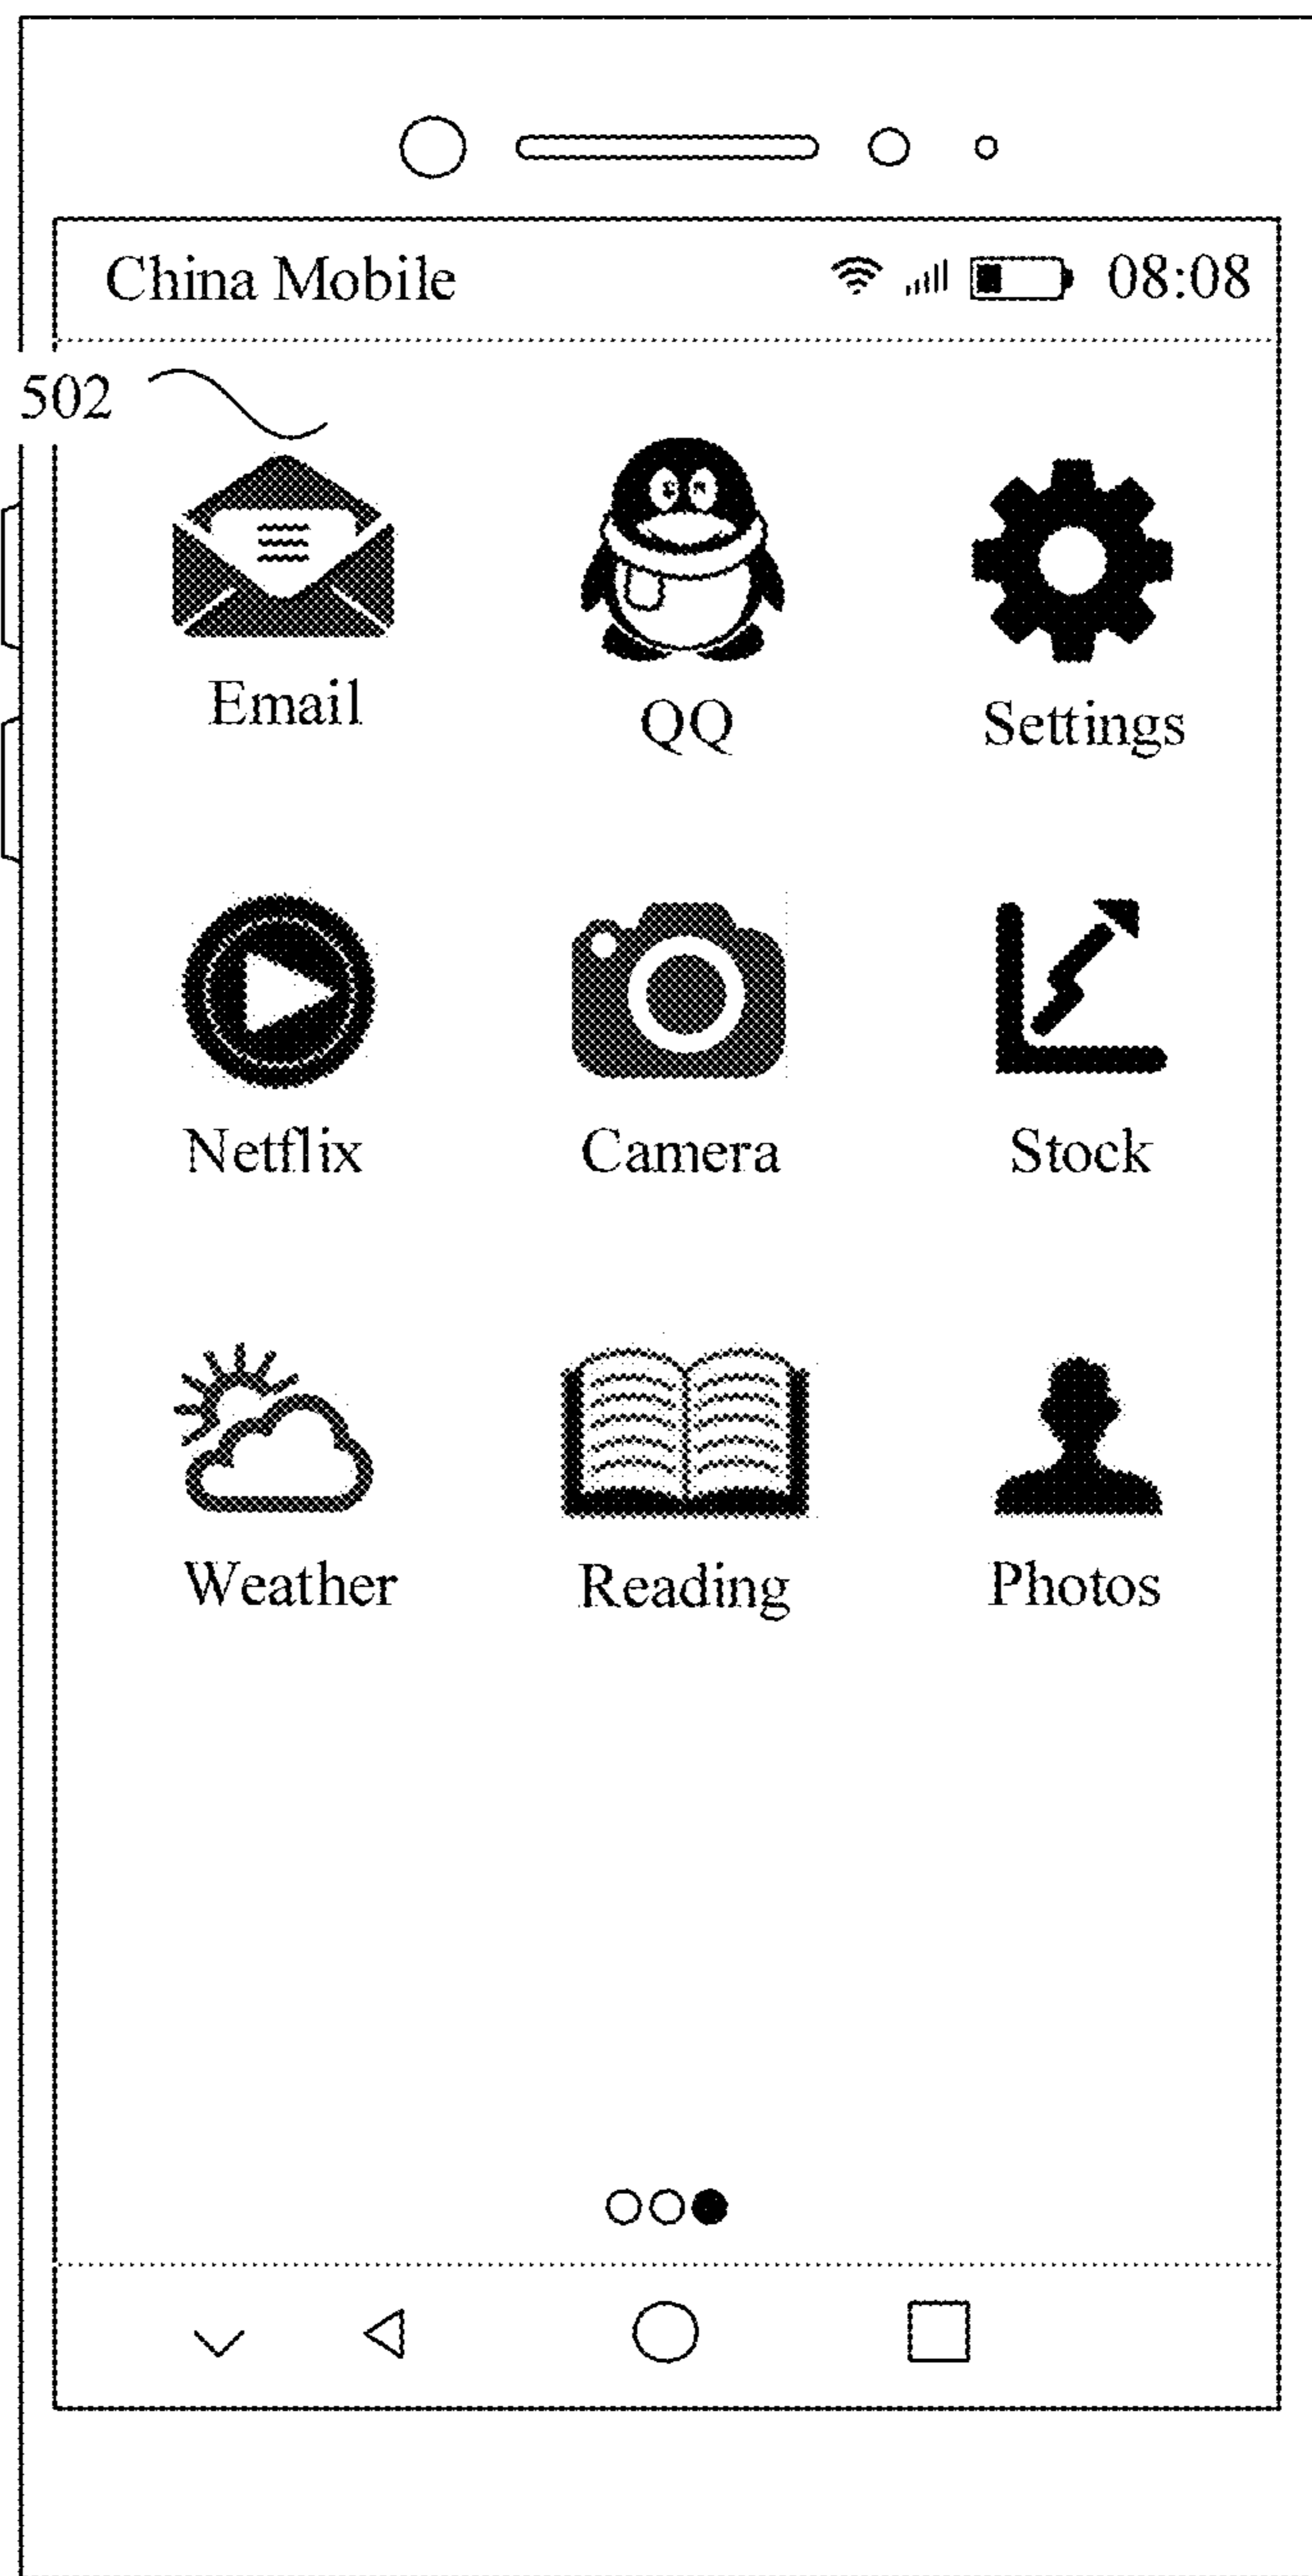 China Mobile 08:08
502
Email QQ Settings
Netflix Camera Stock
Weather Reading Photos